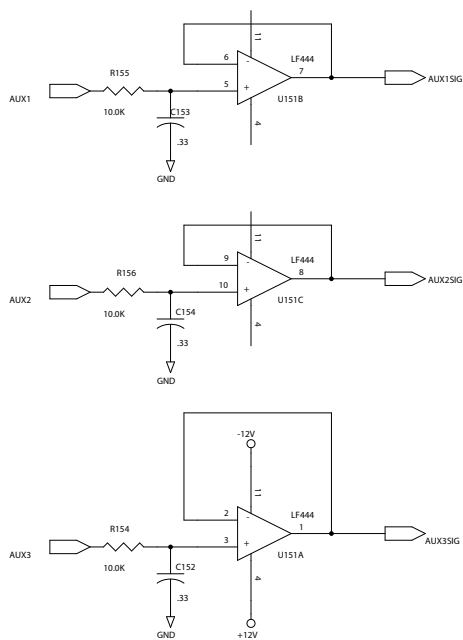 11
6
LF444
7
R155
AUX1SIG
5
U151B
AUX1
C153
10.0K
4
.33
GND
11
9
LF444
8
R156
AUX2SIG
10
U151C
AUX2
C154
10.0K
4
.33
GND
-12V
11
2
LF444
1
R154
AUX3SIG
3
U151A
AUX3
C152
10.0K
4
.33
GND
+12V